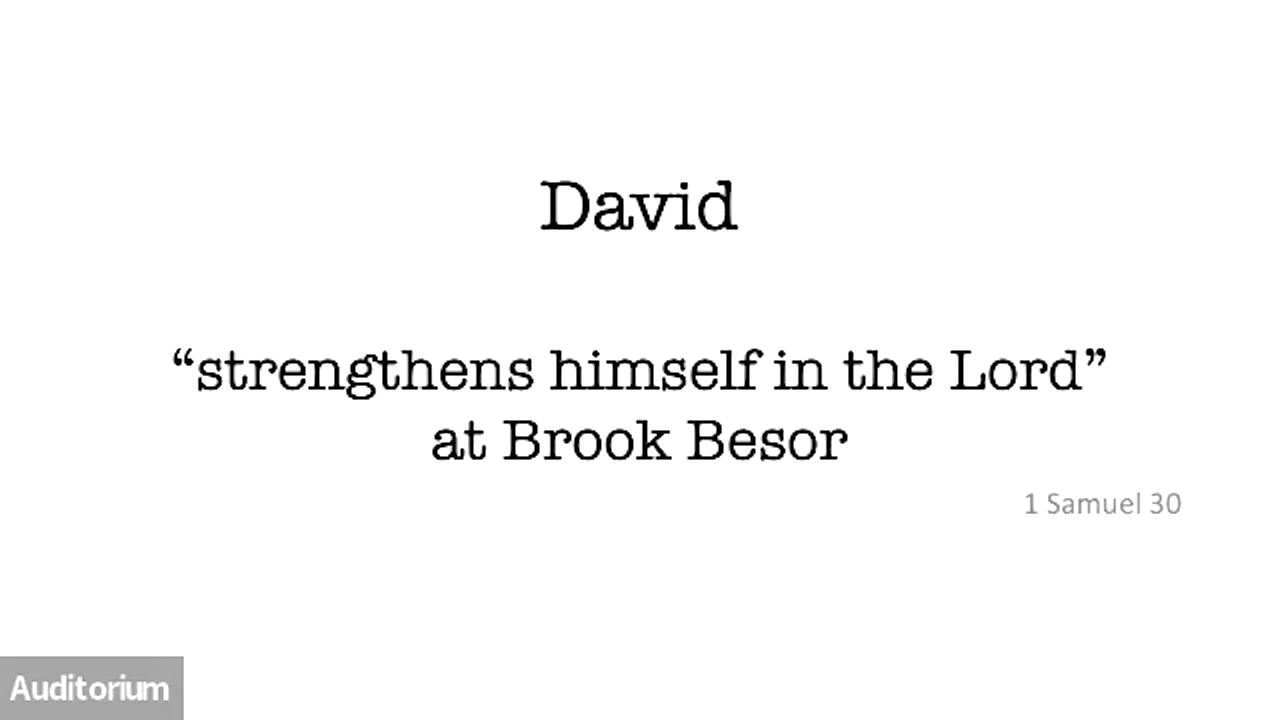 David
“strengthens himself in the Lord”
at Brook Besor
1 Samuel 30
Auditorium